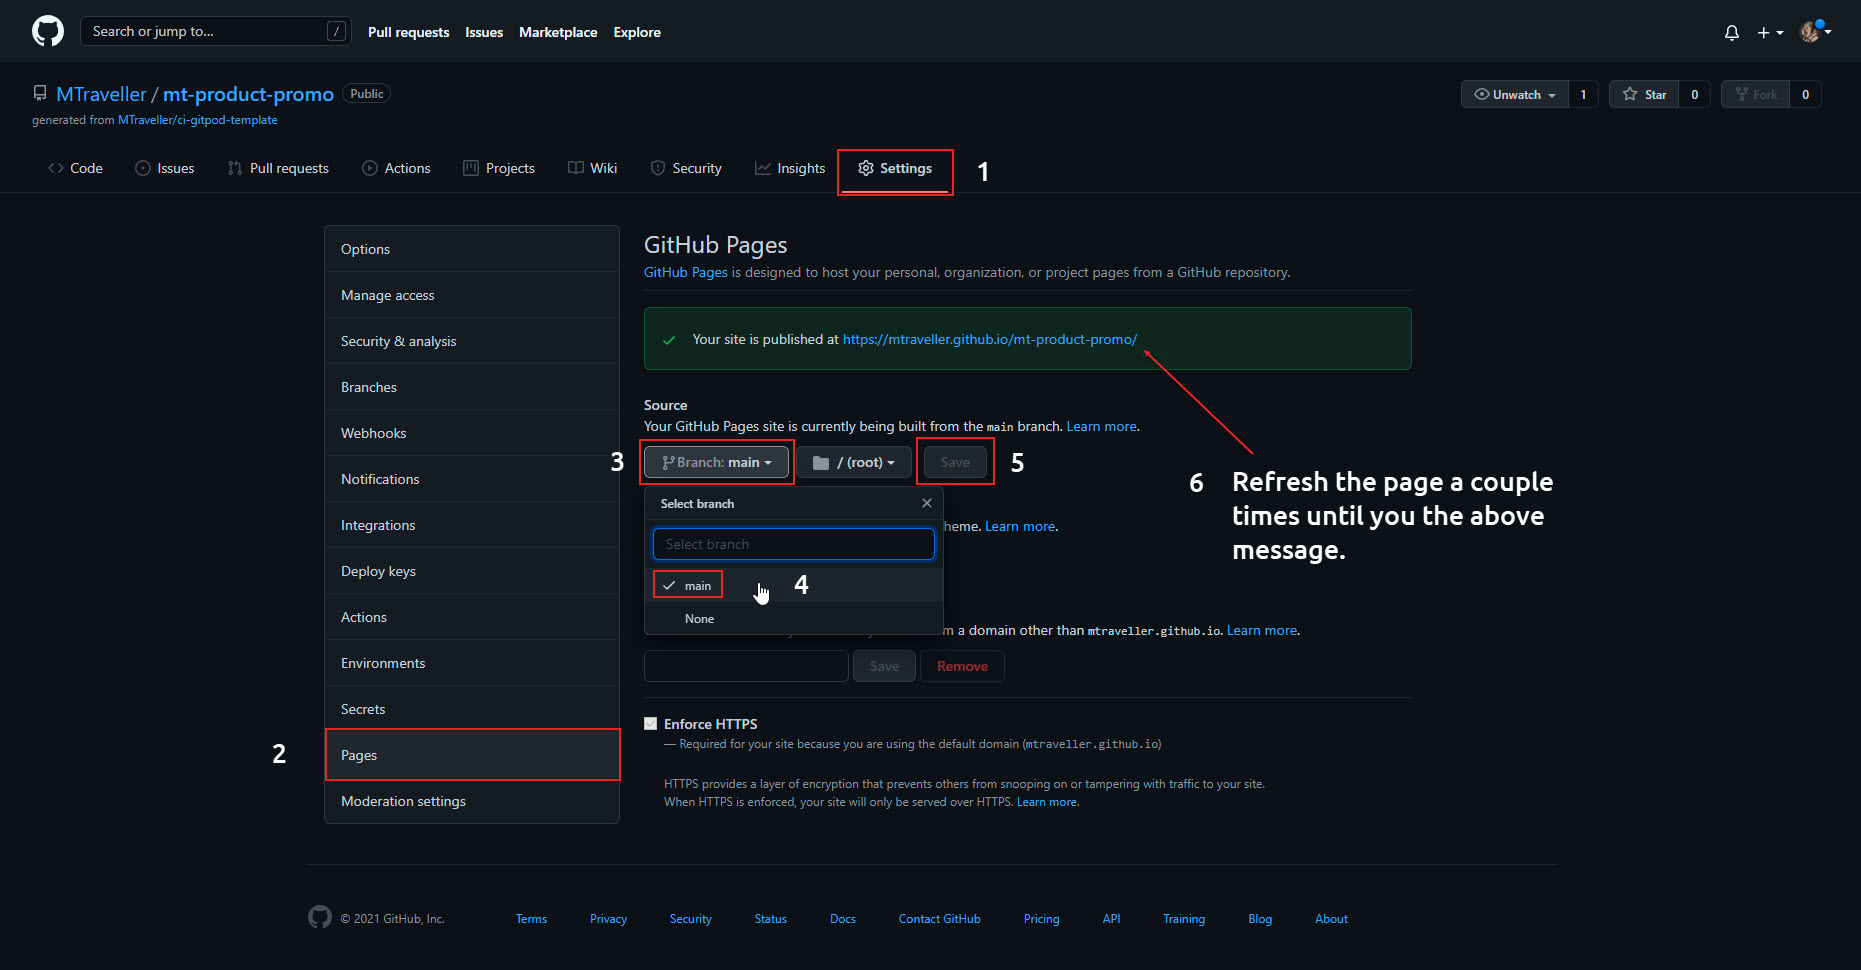 Search or jump to... /
Pull requests Issues Marketplace Explore
MTraveller / mt-product-promo Public
generated from MTraveller/ci-gitpod-template
Unwatch 1 Star 0 Fork 0
Code Issues Pull requests Actions Projects Wiki Security Insights Settings 1
Options
Manage access
Security & analysis
Branches
Webhooks
Notifications
Integrations
Deploy keys
Actions
Environments
Secrets
2 Pages
Moderation settings
GitHub Pages
GitHub Pages is designed to host your personal, organization, or project pages from a GitHub repository.
Your site is published at https://mtraveller.github.io/mt-product-promo/
Source
Your GitHub Pages site is currently being built from the main branch. Learn more.
3 Branch: main / (root) Save 5
Select branch
heme. Learn more.
Select branch
main 4
None
m a domain other than mtraveller.github.io. Learn more.
Save Remove
6 Refresh the page a couple
times until you the above
message.
Enforce HTTPS
— Required for your site because you are using the default domain (mtraveller.github.io)
HTTPS provides a layer of encryption that prevents others from snooping on or tampering with traffic to your site.
When HTTPS is enforced, your site will only be served over HTTPS. Learn more.
© 2021 GitHub, Inc. Terms Privacy Security Status Docs Contact GitHub Pricing API Training Blog About